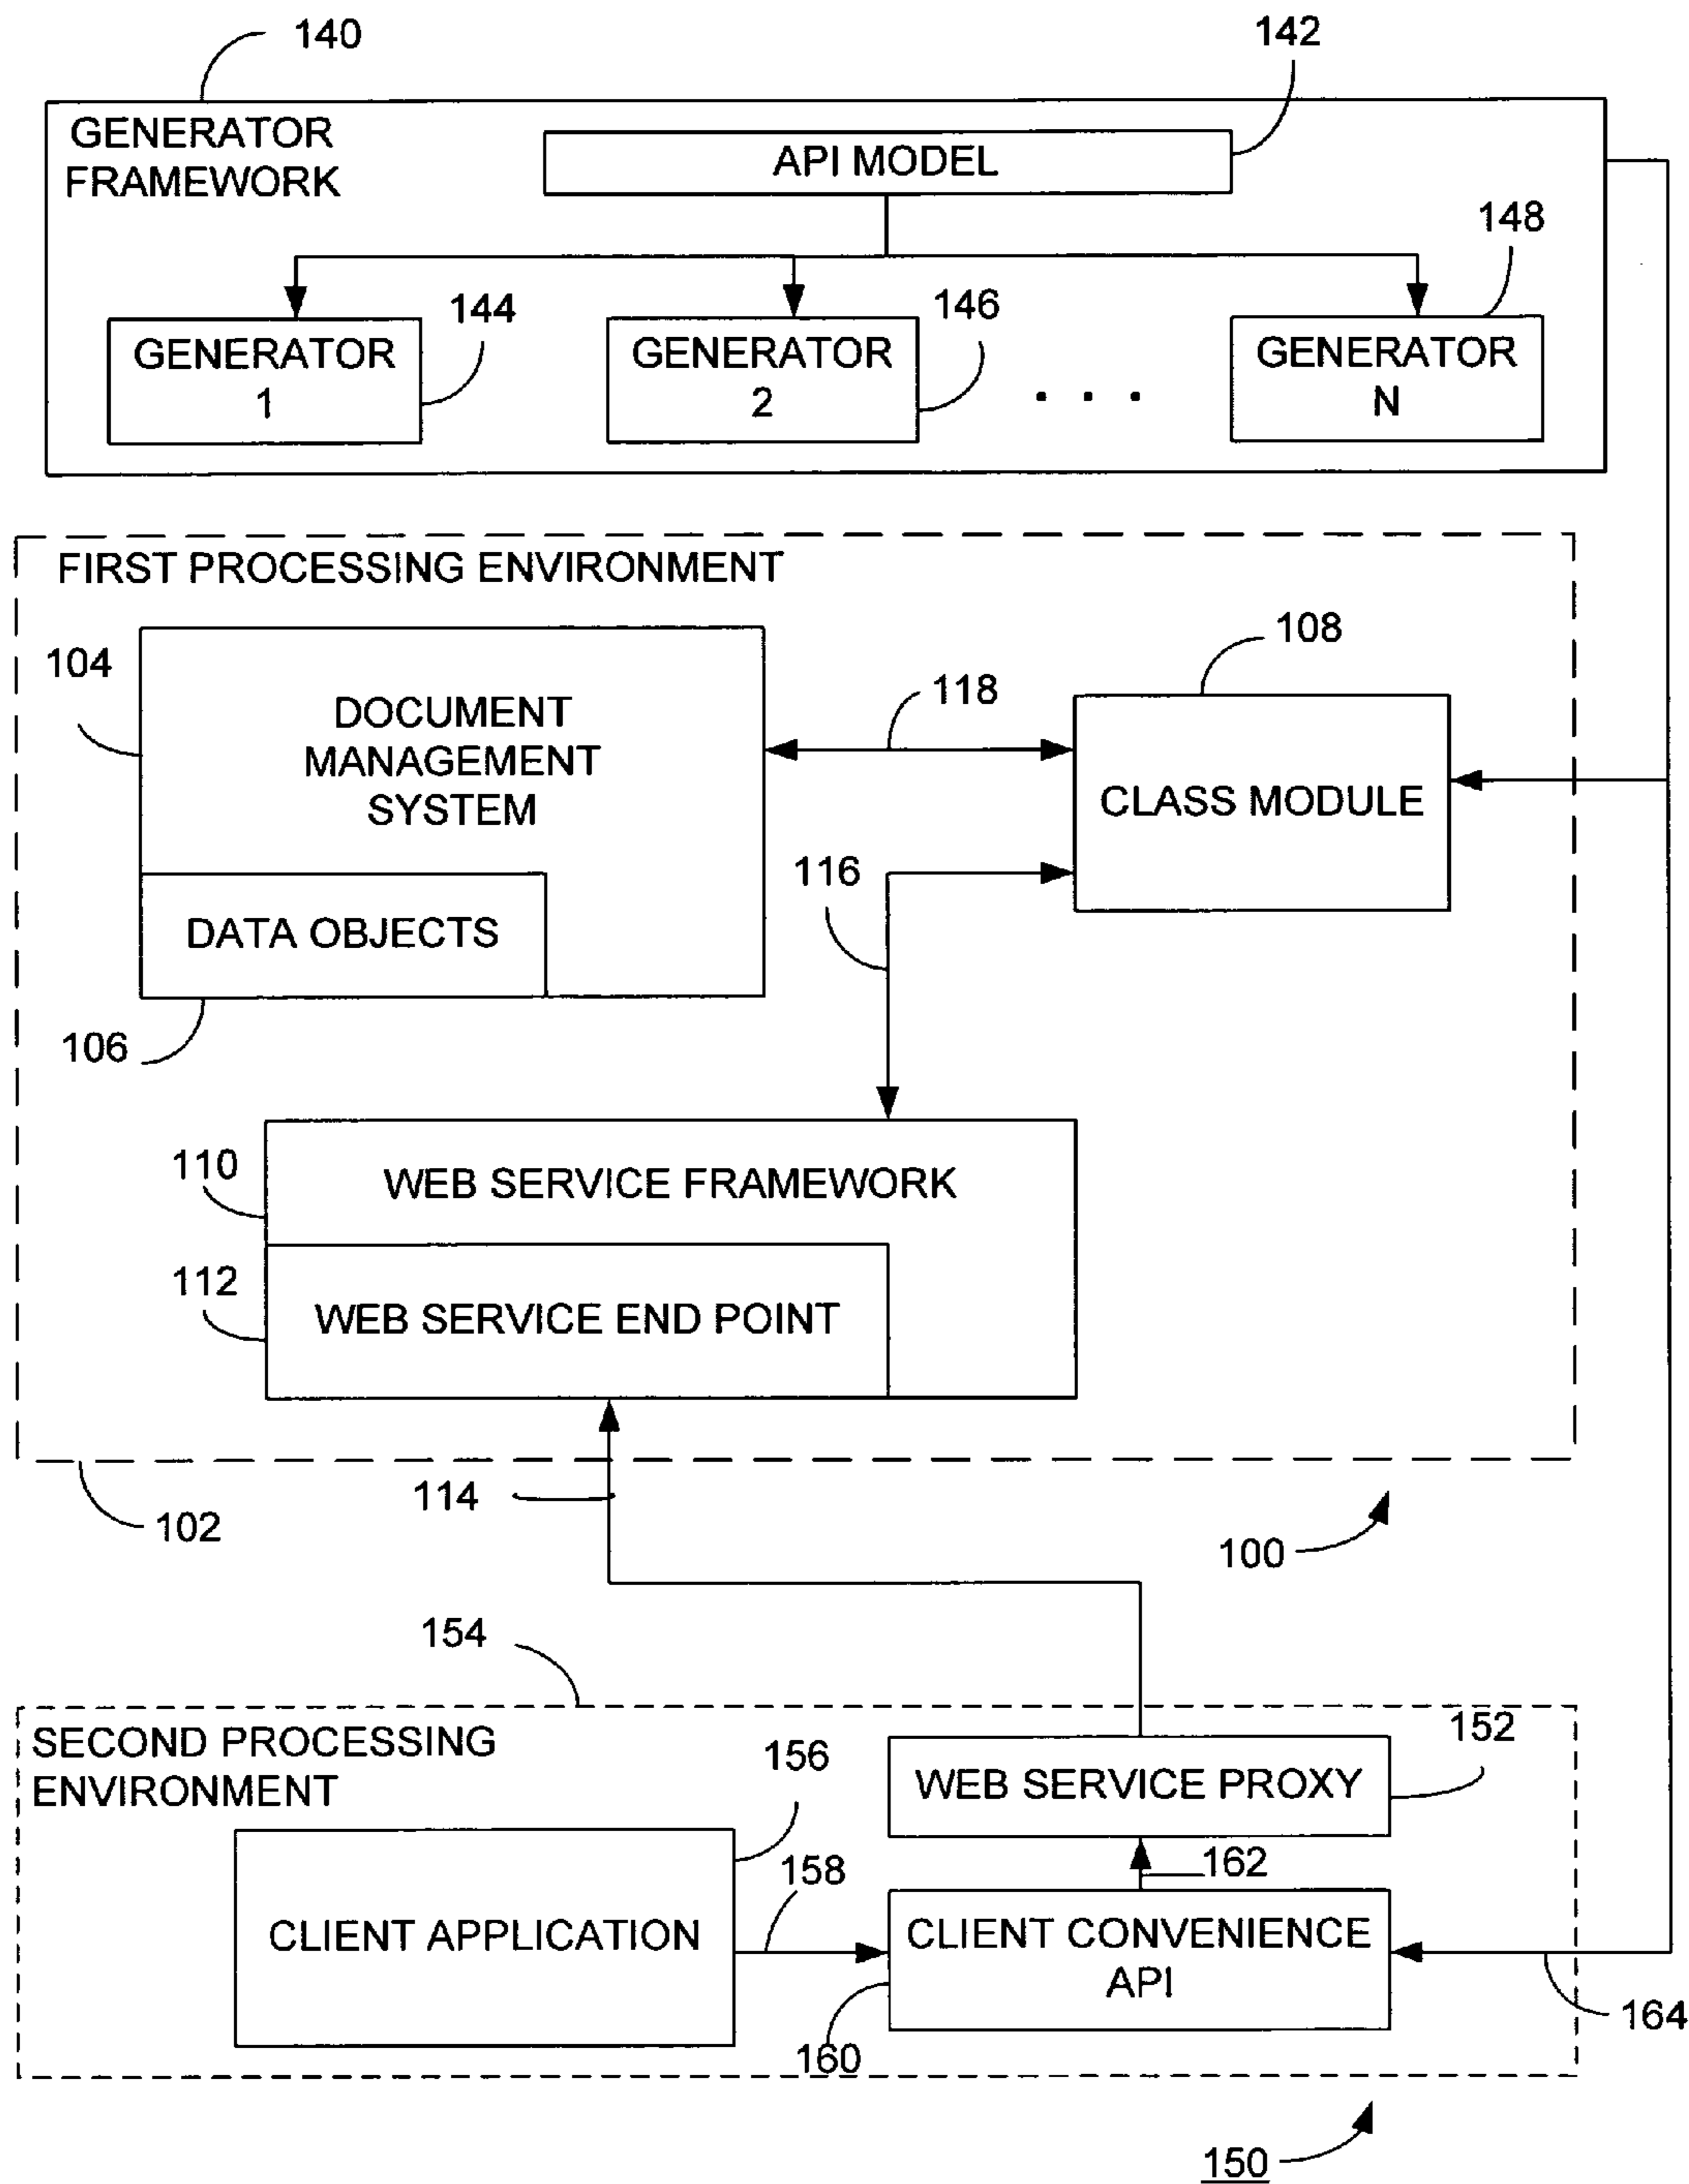 140
142
GENERATOR
FRAMEWORK
API MODEL
148
144
146
GENERATOR
1
GENERATOR
2
. . .
GENERATOR
N
FIRST PROCESSING ENVIRONMENT
108
104
118
DOCUMENT
MANAGEMENT
SYSTEM
CLASS MODULE
116
DATA OBJECTS
106
110
WEB SERVICE FRAMEWORK
112
WEB SERVICE END POINT
114
102
100
154
SECOND PROCESSING
ENVIRONMENT
152
156
WEB SERVICE PROXY
158
162
CLIENT APPLICATION
CLIENT CONVENIENCE
API
164
160
150